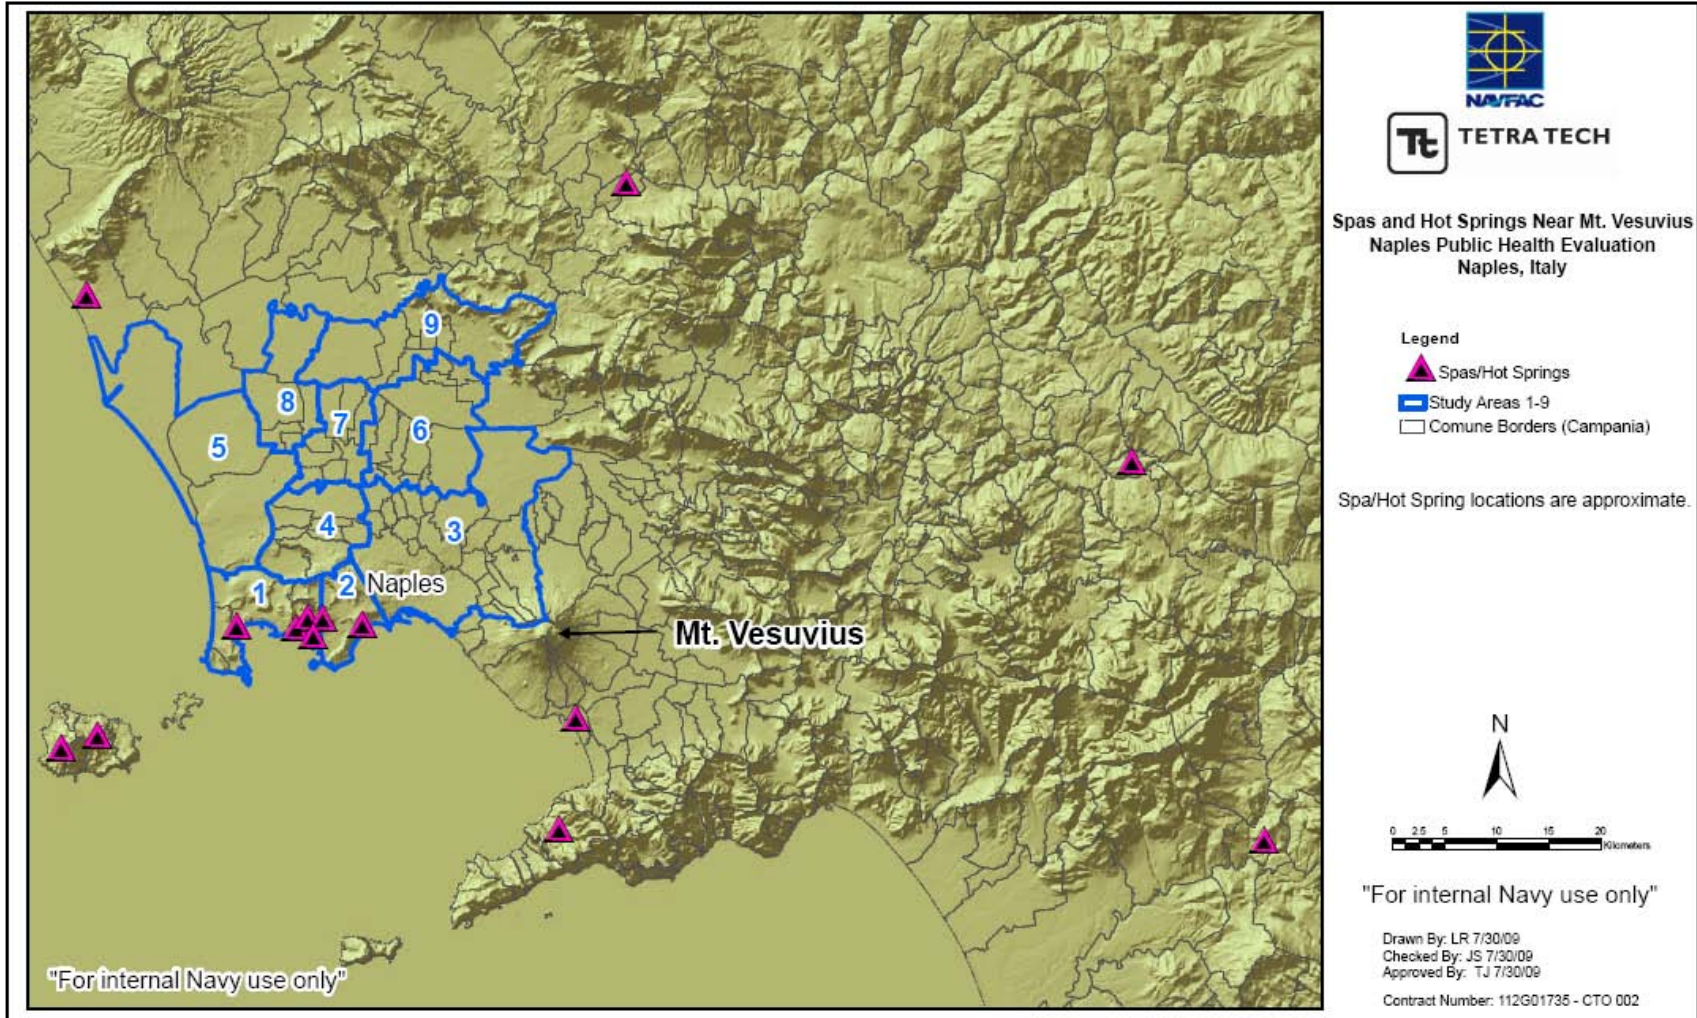 NAVFAC
Tt TETRA TECH
Spas and Hot Springs Near Mt. Vesuvius
Naples Public Health Evaluation
Naples, Italy
Legend
Spas/Hot Springs
Study Areas 1-9
Comune Borders (Campania)
Spa/Hot Spring locations are approximate.
9
8
7
6
5
4
3
1
2
Naples
Mt. Vesuvius
N
0 2.5 5 10 15 20
Kilometers
"For internal Navy use only"
Drawn By: LR 7/30/09
Checked By: JS 7/30/09
Approved By: TJ 7/30/09
Contract Number: 112G01735 - CTO 002
"For internal Navy use only"